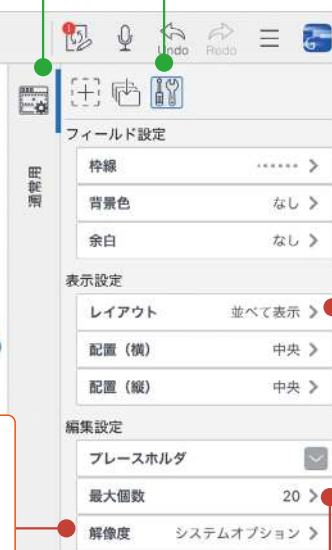 Undo Redo
通常用
フィールド設定
枠線
背景色 なし
余白 なし
表示設定
レイアウト 並べて表示
配置（横） 中央
配置（縦） 中央
編集設定
プレースホルダ
最大個数 20
解像度 システムオプション